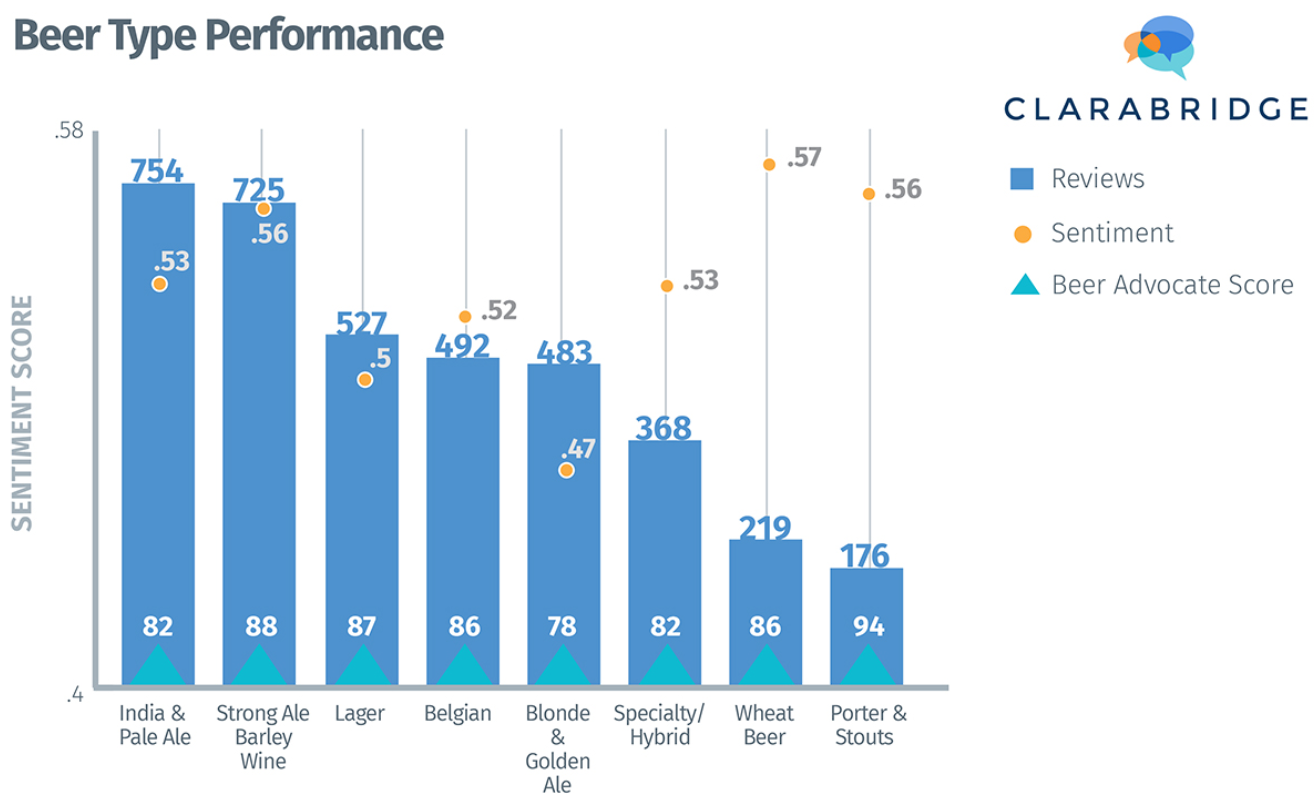 Beer Type Performance
CLARABRIDGE
Reviews
Sentiment
Beer Advocate Score
SENTIMENT SCORE
.58
.4
754
.53
82
725
.56
88
527
.5
87
492
.52
86
483
.47
78
368
.53
82
219
.57
86
176
.56
94
India &
Pale Ale
Strong Ale
Barley
Wine
Lager
Belgian
Blonde
&
Golden
Ale
Specialty/
Hybrid
Wheat
Beer
Porter &
Stouts